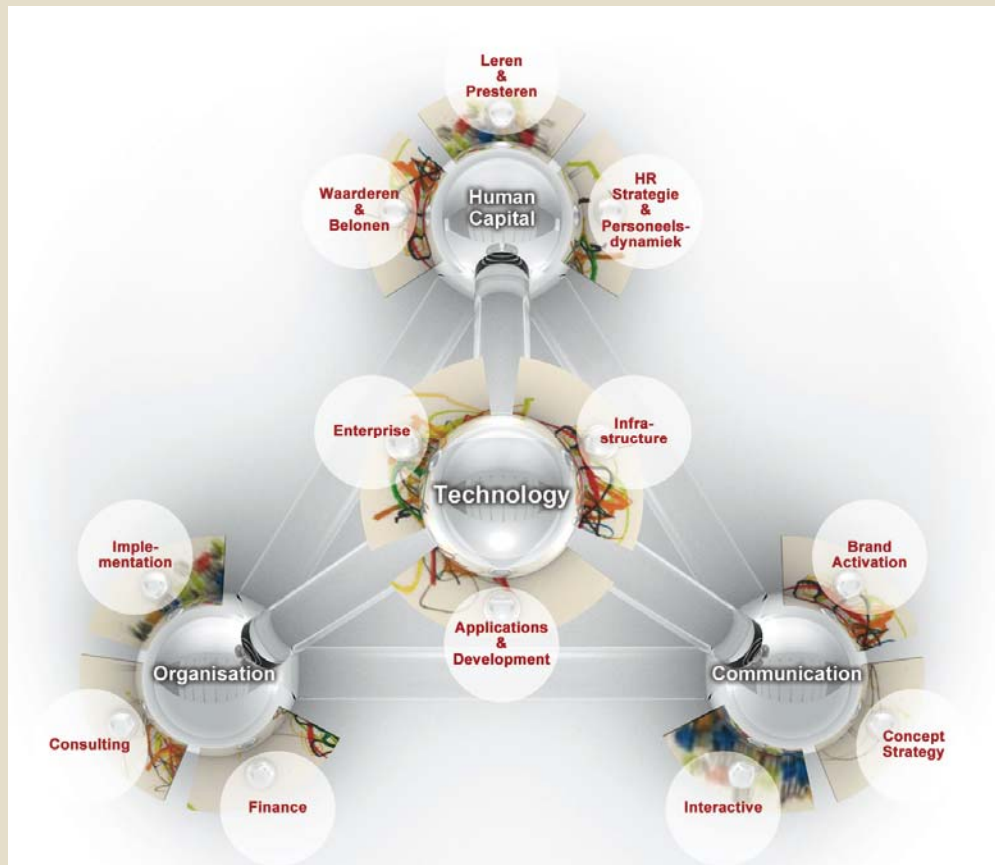 Leren
&
Presteren
Waarderen
&
Belonen
Human
Capital
HR
Strategie
&
Personeels-
dynamiek
Enterprise
Infra-
structure
Technology
Applications
&
Development
Imple-
mentation
Organisation
Consulting
Finance
Brand
Activation
Communication
Concept
Strategy
Interactive